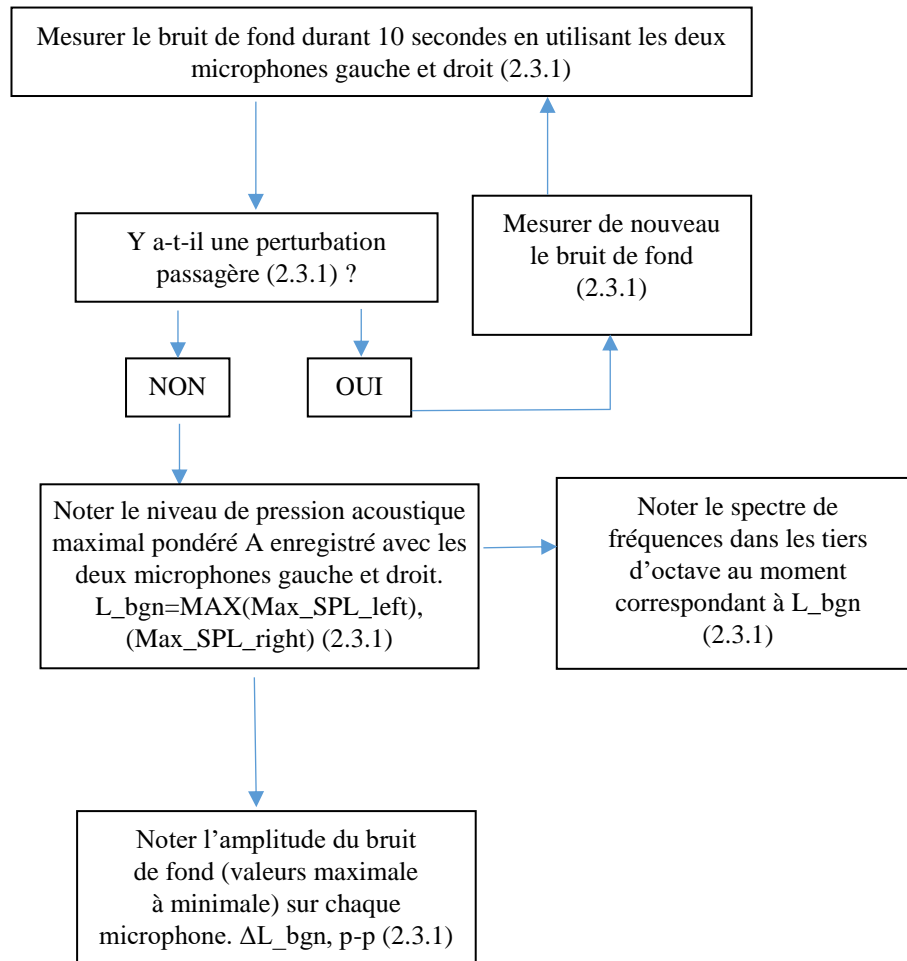 Mesurer le bruit de fond durant 10 secondes en utilisant les deux
microphones gauche et droit (2.3.1)
Y a-t-il une perturbation
passagère (2.3.1) ?
Mesurer de nouveau
le bruit de fond
(2.3.1)
NON
OUI
Noter le niveau de pression acoustique
maximal pondéré A enregistré avec les
deux microphones gauche et droit.
L_bgn=MAX(Max_SPL_left),
(Max_SPL_right) (2.3.1)
Noter le spectre de
fréquences dans les tiers
d’octave au moment
correspondant à L_bgn
(2.3.1)
Noter l’amplitude du bruit
de fond (valeurs maximale
à minimale) sur chaque
microphone. ΔL_bgn, p-p (2.3.1)